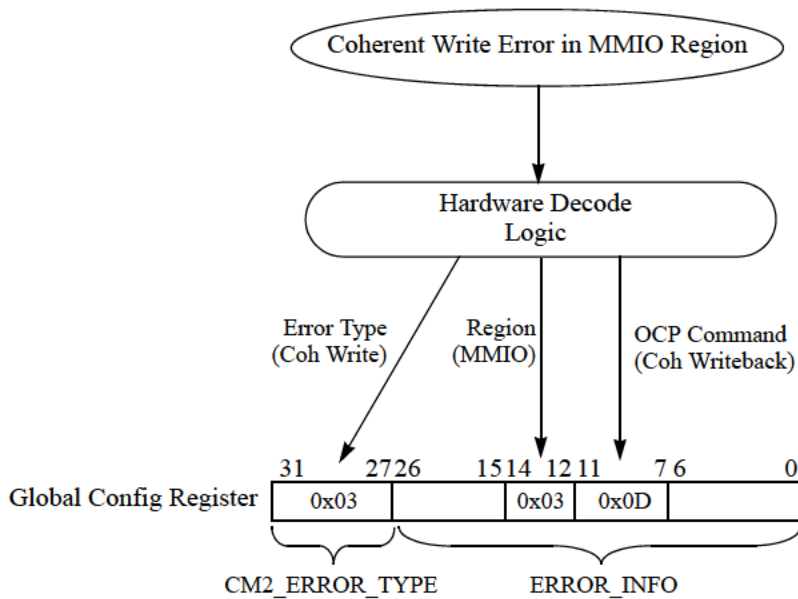 Coherent Write Error in MMIO Region
Hardware Decode
Logic
Error Type
(Coh Write)
Region
(MMIO)
OCP Command
(Coh Writeback)
31 27 26 15 14 12 11 7 6 0
Global Config Register 0x03 0x03 0x0D
CM2_ERROR_TYPE ERROR_INFO